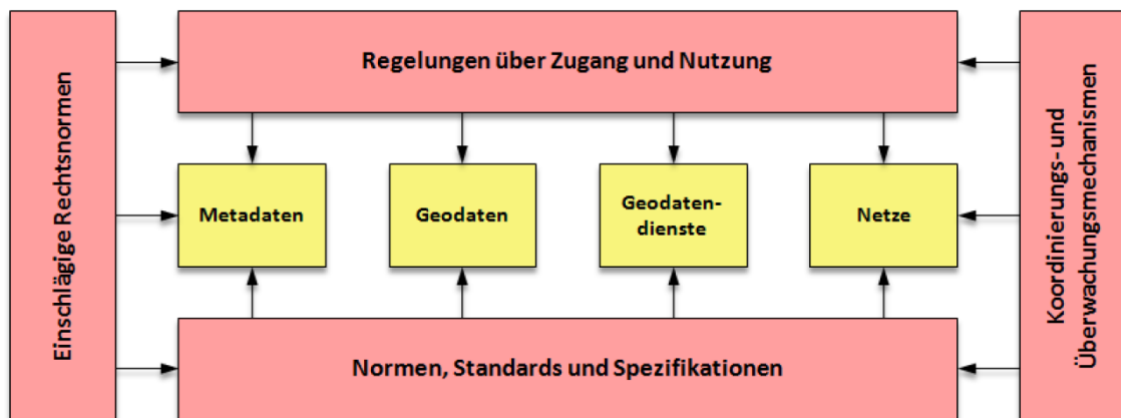 Einschlägige Rechtsnormen
Regelungen über Zugang und Nutzung
Metadaten
Geodaten
Geodaten-
dienste
Netze
Normen, Standards und Spezifikationen
Koordinierungs- und
Überwachungsmechanismen